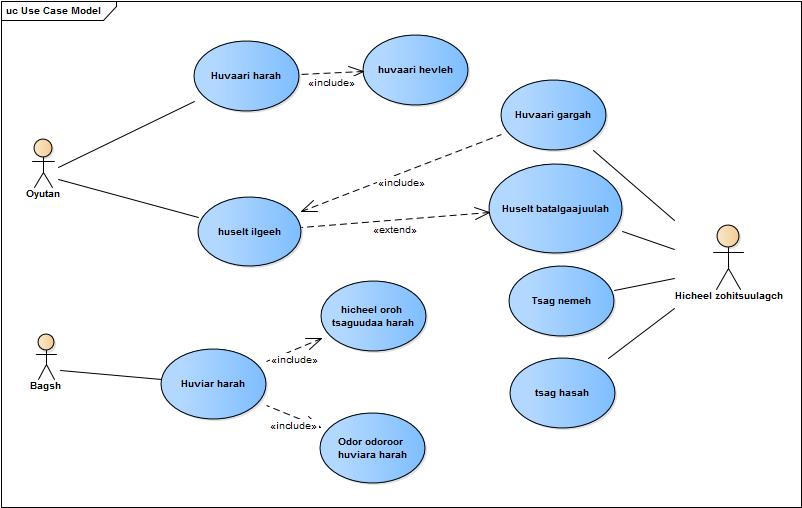 uc Use Case Model
Huvaari harah
«include»
huvaari hevleh
Huvaari gargah
Oyutan
«include»
huselt ilgeeh
«extend»
Huselt batalgaajuulah
Hicheel zohitsuulagch
Tsag nemeh
hicheel oroh
tsaguudaa harah
Bagsh
Huviar harah
«include»
«include»
tsag hasah
Odor odoroor
huviara harah